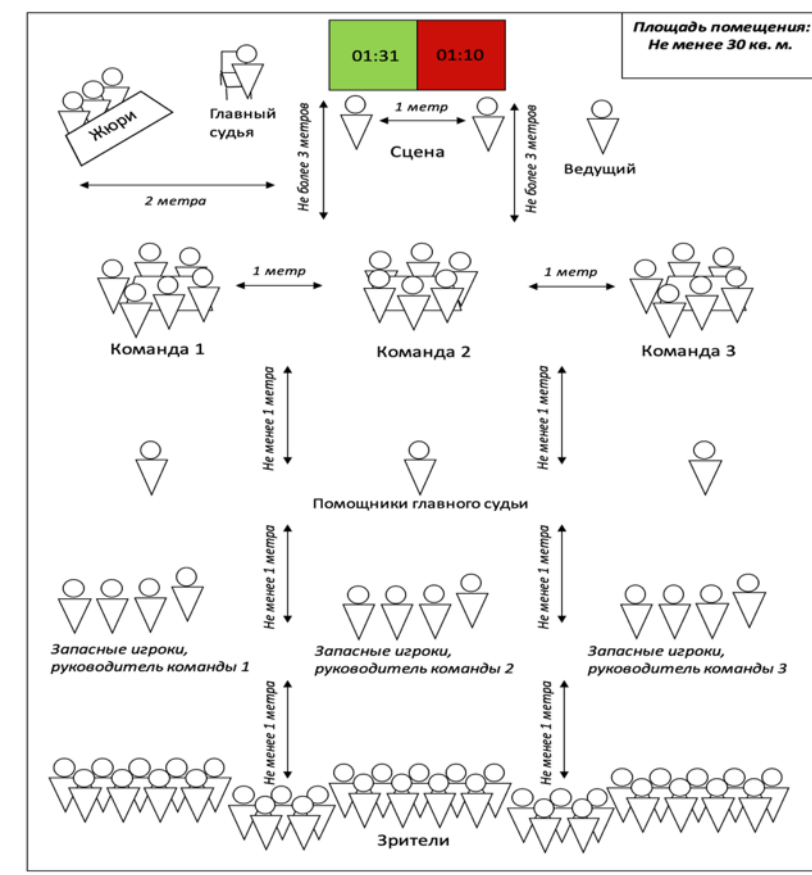 Площадь помещения:
Не менее 30 кв. м.
01:31
01:10
Жюри
Главный
судья
1 метр
Сцена
Ведущий
Не более 3 метров
Не более 3 метров
2 метра
1 метр
1 метр
Команда 1
Команда 2
Команда 3
Не менее 1 метра
Не менее 1 метра
Помощники главного судьи
Не менее 1 метра
Не менее 1 метра
Запасные игроки,
руководитель команды 1
Запасные игроки,
руководитель команды 2
Запасные игроки,
руководитель команды 3
Не менее 1 метра
Не менее 1 метра
Зрители